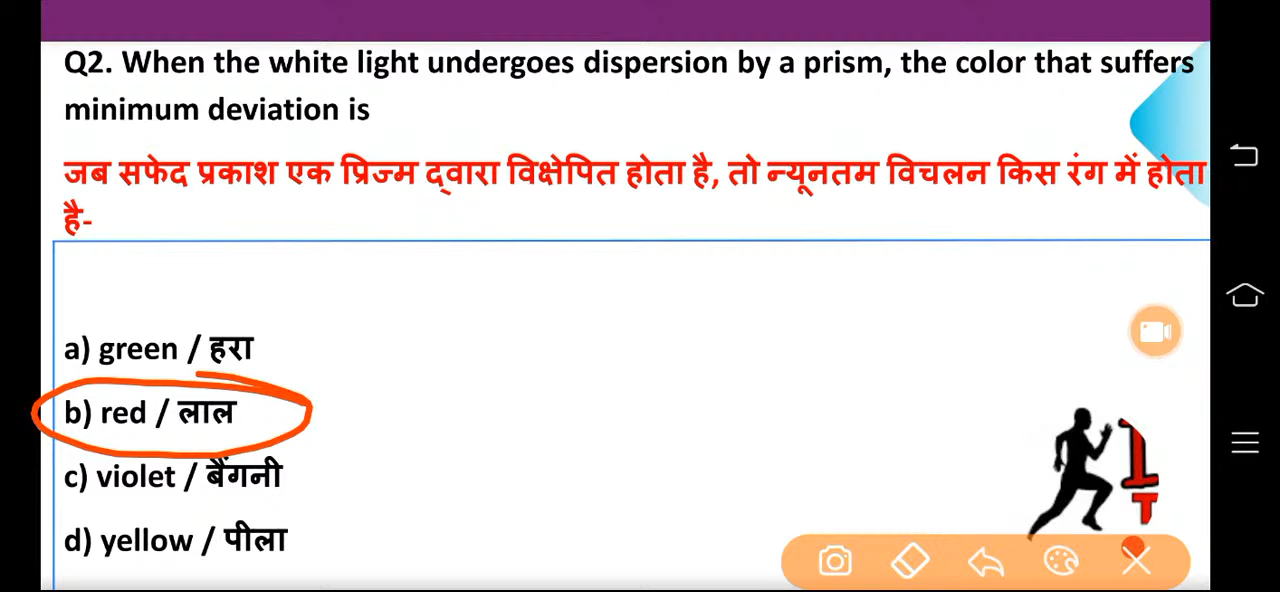 Q2. When the white light undergoes dispersion by a prism, the color that suffers
minimum deviation is
जब सफेद प्रकाश एक प्रिज्म द्वारा विक्षेपित होता है, तो न्यूनतम विचलन किस रंग में होता
है-
a) green / हरा
b) red / लाल
c) violet / बैंगनी
d) yellow / पीला
1
T